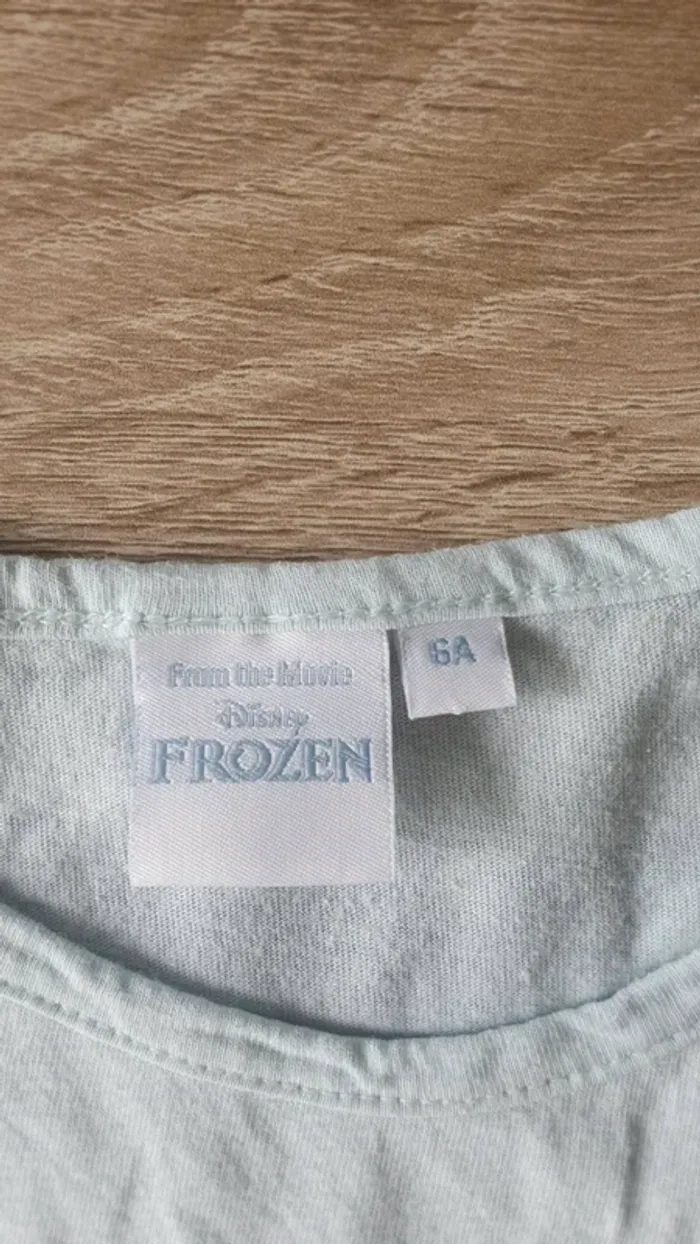 From the Movie
Disney
FROZEN
6A